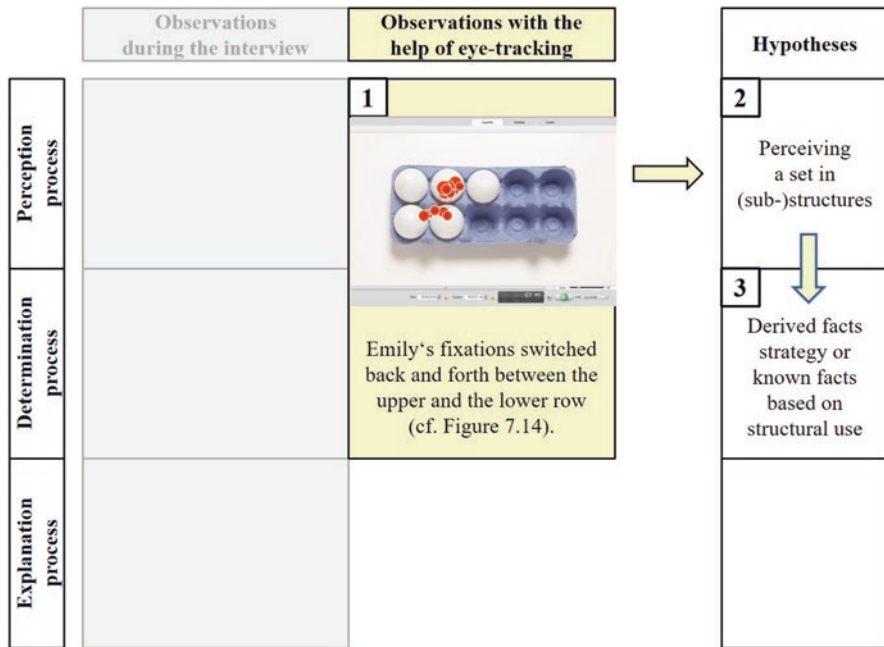 Observations
during the interview
Observations with the
help of eye-tracking
Hypotheses
Perception
process
1
2
Perceiving
a set in
(sub-)structures
Determination
process
Emily‘s fixations switched
back and forth between the
upper and the lower row
(cf. Figure 7.14).
3
Derived facts
strategy or
known facts
based on
structural use
Explanation
process